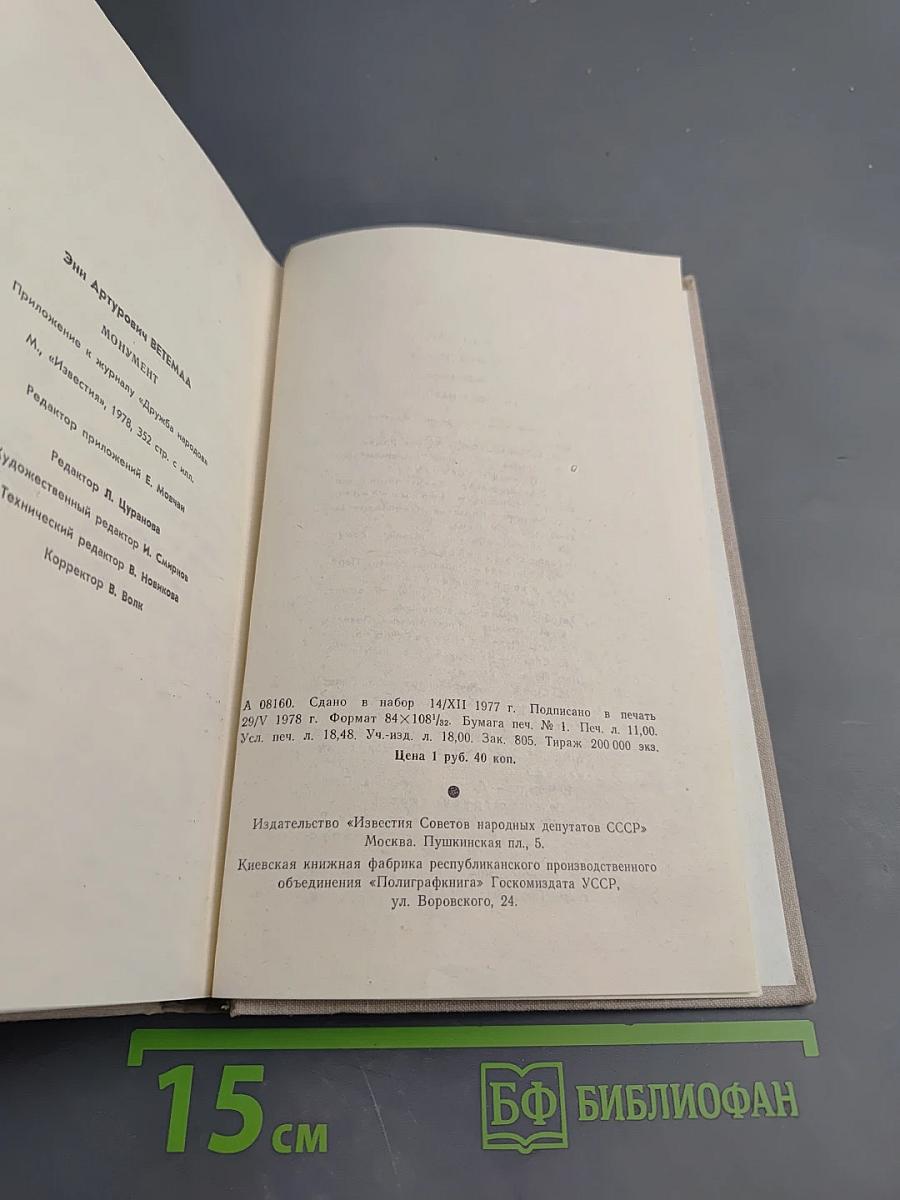 Энн Артурович ВЕТЕМАА
МОНУМЕНТ
Приложение к журналу «Дружба народов»
М., «Известия», 1978, 352 стр. с илл.
Редактор приложений Е. Мовчан
Редактор Л. Цуранова
Художественный редактор И. Смирнов
Технический редактор В. Новикова
Корректор В. Волк
А 08160. Сдано в набор 14/XII 1977 г. Подписано в печать
29/V 1978 г. Формат 84×108¹/₃₂. Бумага печ. № 1. Печ. л. 11,00.
Усл. печ. л. 18,48. Уч.-изд. л. 18,00. Зак. 805. Тираж 200 000 экз.
Цена 1 руб. 40 коп.
Издательство «Известия Советов народных депутатов СССР»
Москва. Пушкинская пл., 5.
Киевская книжная фабрика республиканского производственного
объединения «Полиграфкнига» Госкомиздата УССР,
ул. Воровского, 24.
15 см
БФ БИБЛИОФАН